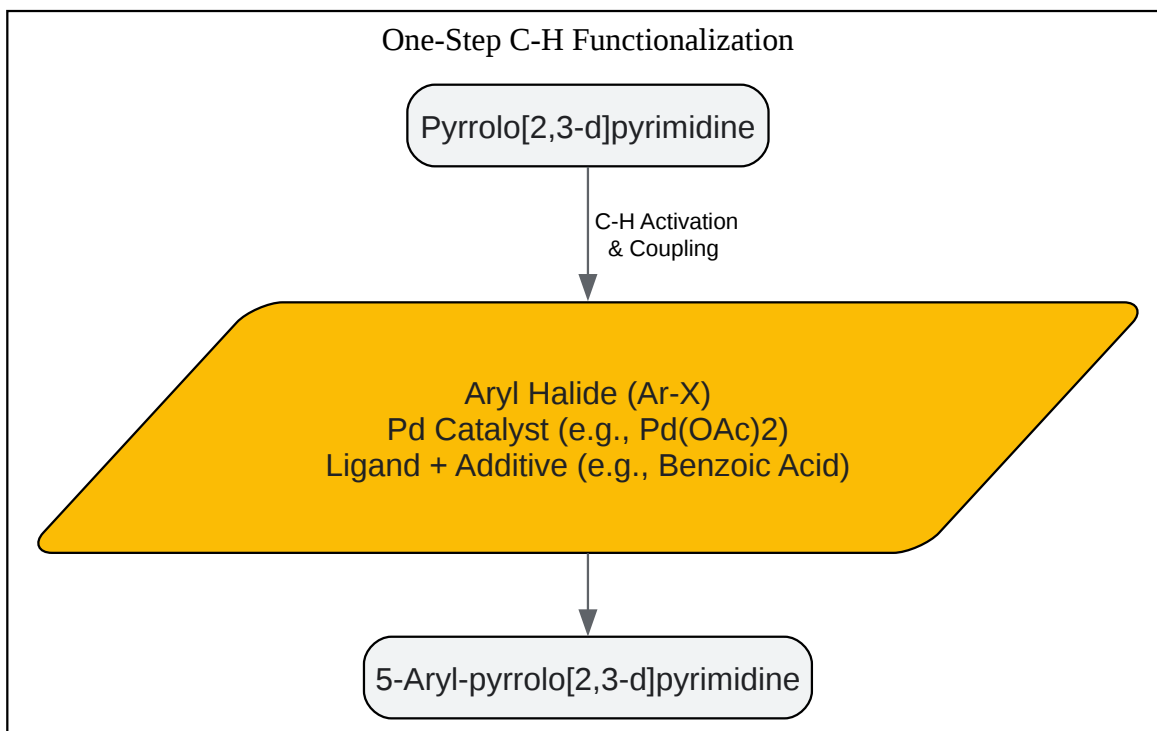 One-Step C-H Functionalization
Pyrrolo[2,3-d]pyrimidine
C-H Activation
& Coupling
Aryl Halide (Ar-X)
Pd Catalyst (e.g., Pd(OAc)2)
Ligand + Additive (e.g., Benzoic Acid)
5-Aryl-pyrrolo[2,3-d]pyrimidine